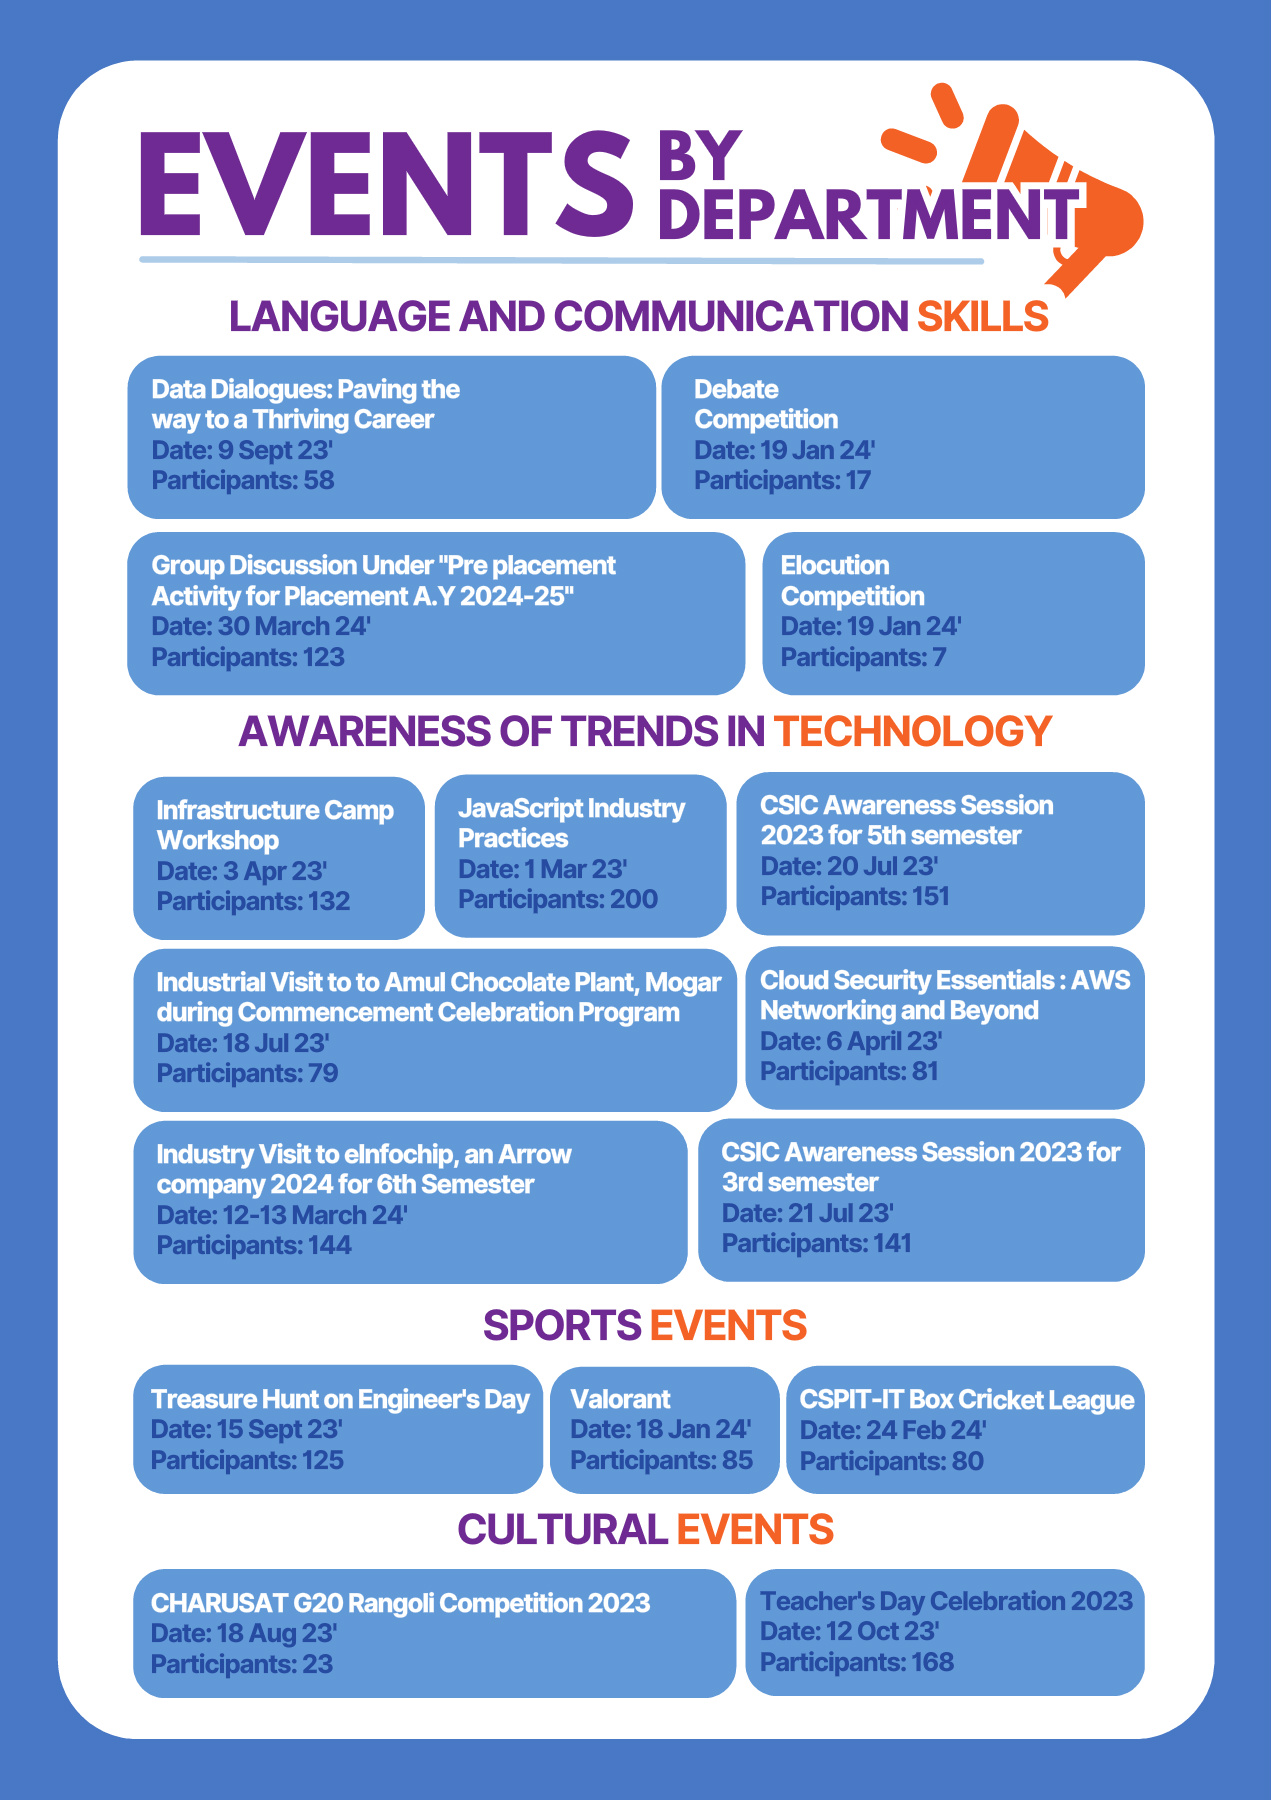 EVENTS BY
DEPARTMENT
LANGUAGE AND COMMUNICATION SKILLS
Data Dialogues: Paving the
way to a Thriving Career
Date: 9 Sept 23'
Participants: 58
Debate
Competition
Date: 19 Jan 24'
Participants: 17
Group Discussion Under "Pre placement
Activity for Placement A.Y 2024-25"
Date: 30 March 24'
Participants: 123
Elocution
Competition
Date: 19 Jan 24'
Participants: 7
AWARENESS OF TRENDS IN TECHNOLOGY
Infrastructure Camp
Workshop
Date: 3 Apr 23'
Participants: 132
JavaScript Industry
Practices
Date: 1 Mar 23'
Participants: 200
CSIC Awareness Session
2023 for 5th semester
Date: 20 Jul 23'
Participants: 151
Industrial Visit to to Amul Chocolate Plant, Mogar
during Commencement Celebration Program
Date: 18 Jul 23'
Participants: 79
Cloud Security Essentials : AWS
Networking and Beyond
Date: 6 April 23'
Participants: 81
Industry Visit to eInfochip, an Arrow
company 2024 for 6th Semester
Date: 12-13 March 24'
Participants: 144
CSIC Awareness Session 2023 for
3rd semester
Date: 21 Jul 23'
Participants: 141
SPORTS EVENTS
Treasure Hunt on Engineer's Day
Date: 15 Sept 23'
Participants: 125
Valorant
Date: 18 Jan 24'
Participants: 85
CSPIT-IT Box Cricket League
Date: 24 Feb 24'
Participants: 80
CULTURAL EVENTS
CHARUSAT G20 Rangoli Competition 2023
Date: 18 Aug 23'
Participants: 23
Teacher's Day Celebration 2023
Date: 12 Oct 23'
Participants: 168